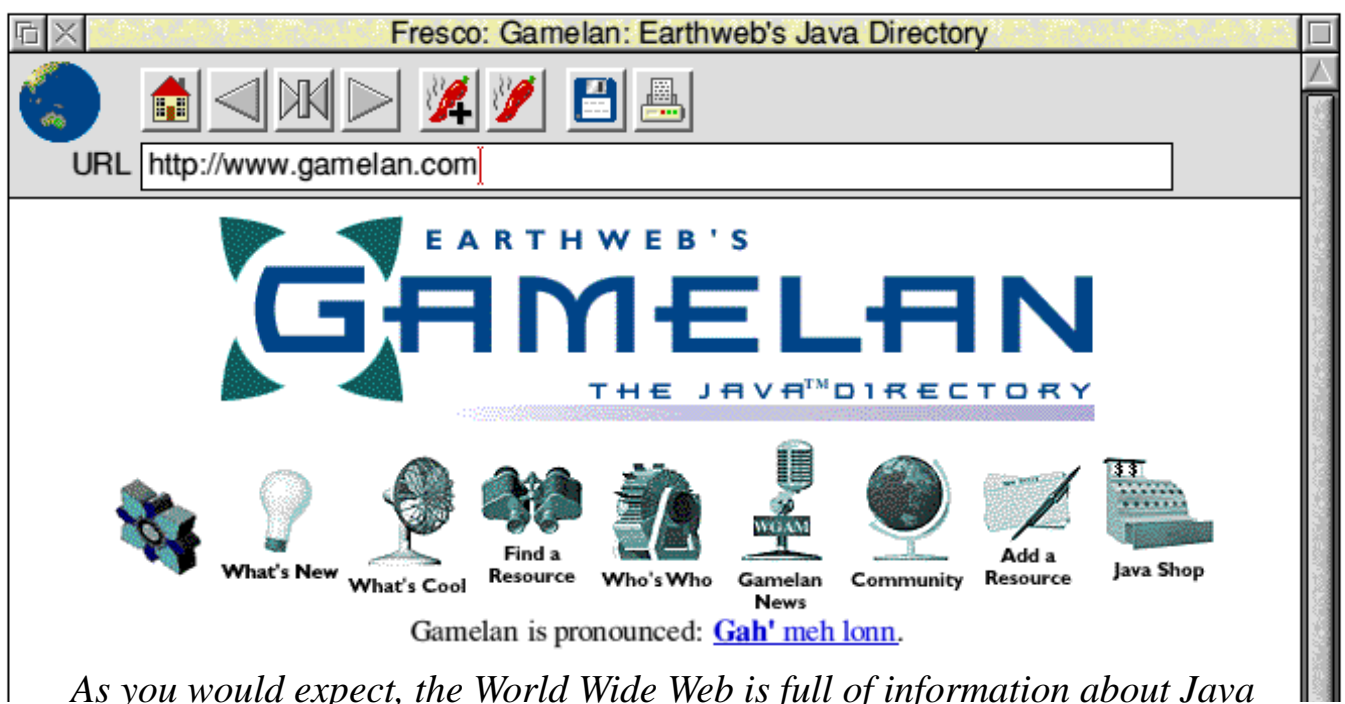 Fresco: Gamelan: Earthweb's Java Directory
URL http://www.gamelan.com
EARTHWEB'S
GAMELAN
THE JAVA™ DIRECTORY
WGAM
What's New
What's Cool
Find a
Resource
Who's Who
Gamelan
News
Community
Add a
Resource
$ $
Java Shop
Gamelan is pronounced: Gah' meh lonn.
As you would expect, the World Wide Web is full of information about Java